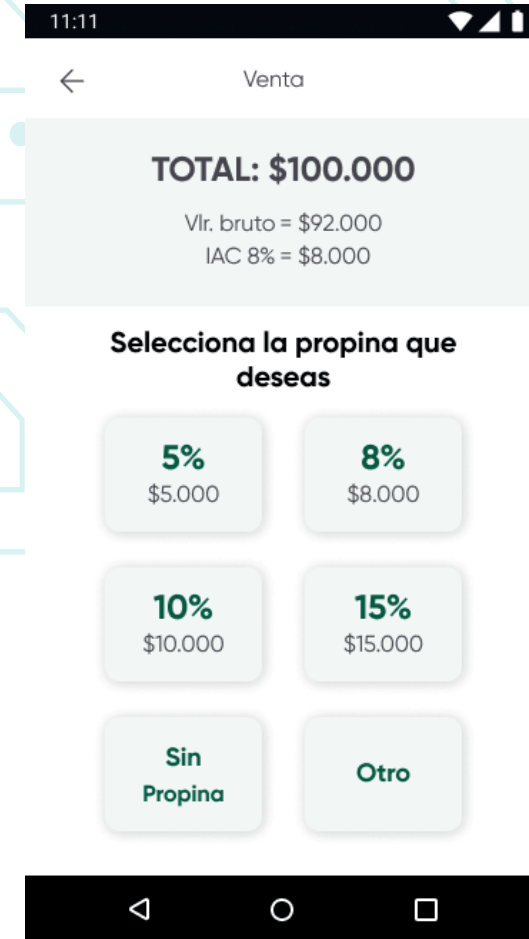 11:11
Venta
TOTAL: $100.000
Vlr. bruto = $92.000
IAC 8% = $8.000
Selecciona la propina que
deseas
5%
$5.000
8%
$8.000
10%
$10.000
15%
$15.000
Sin
Propina
Otro